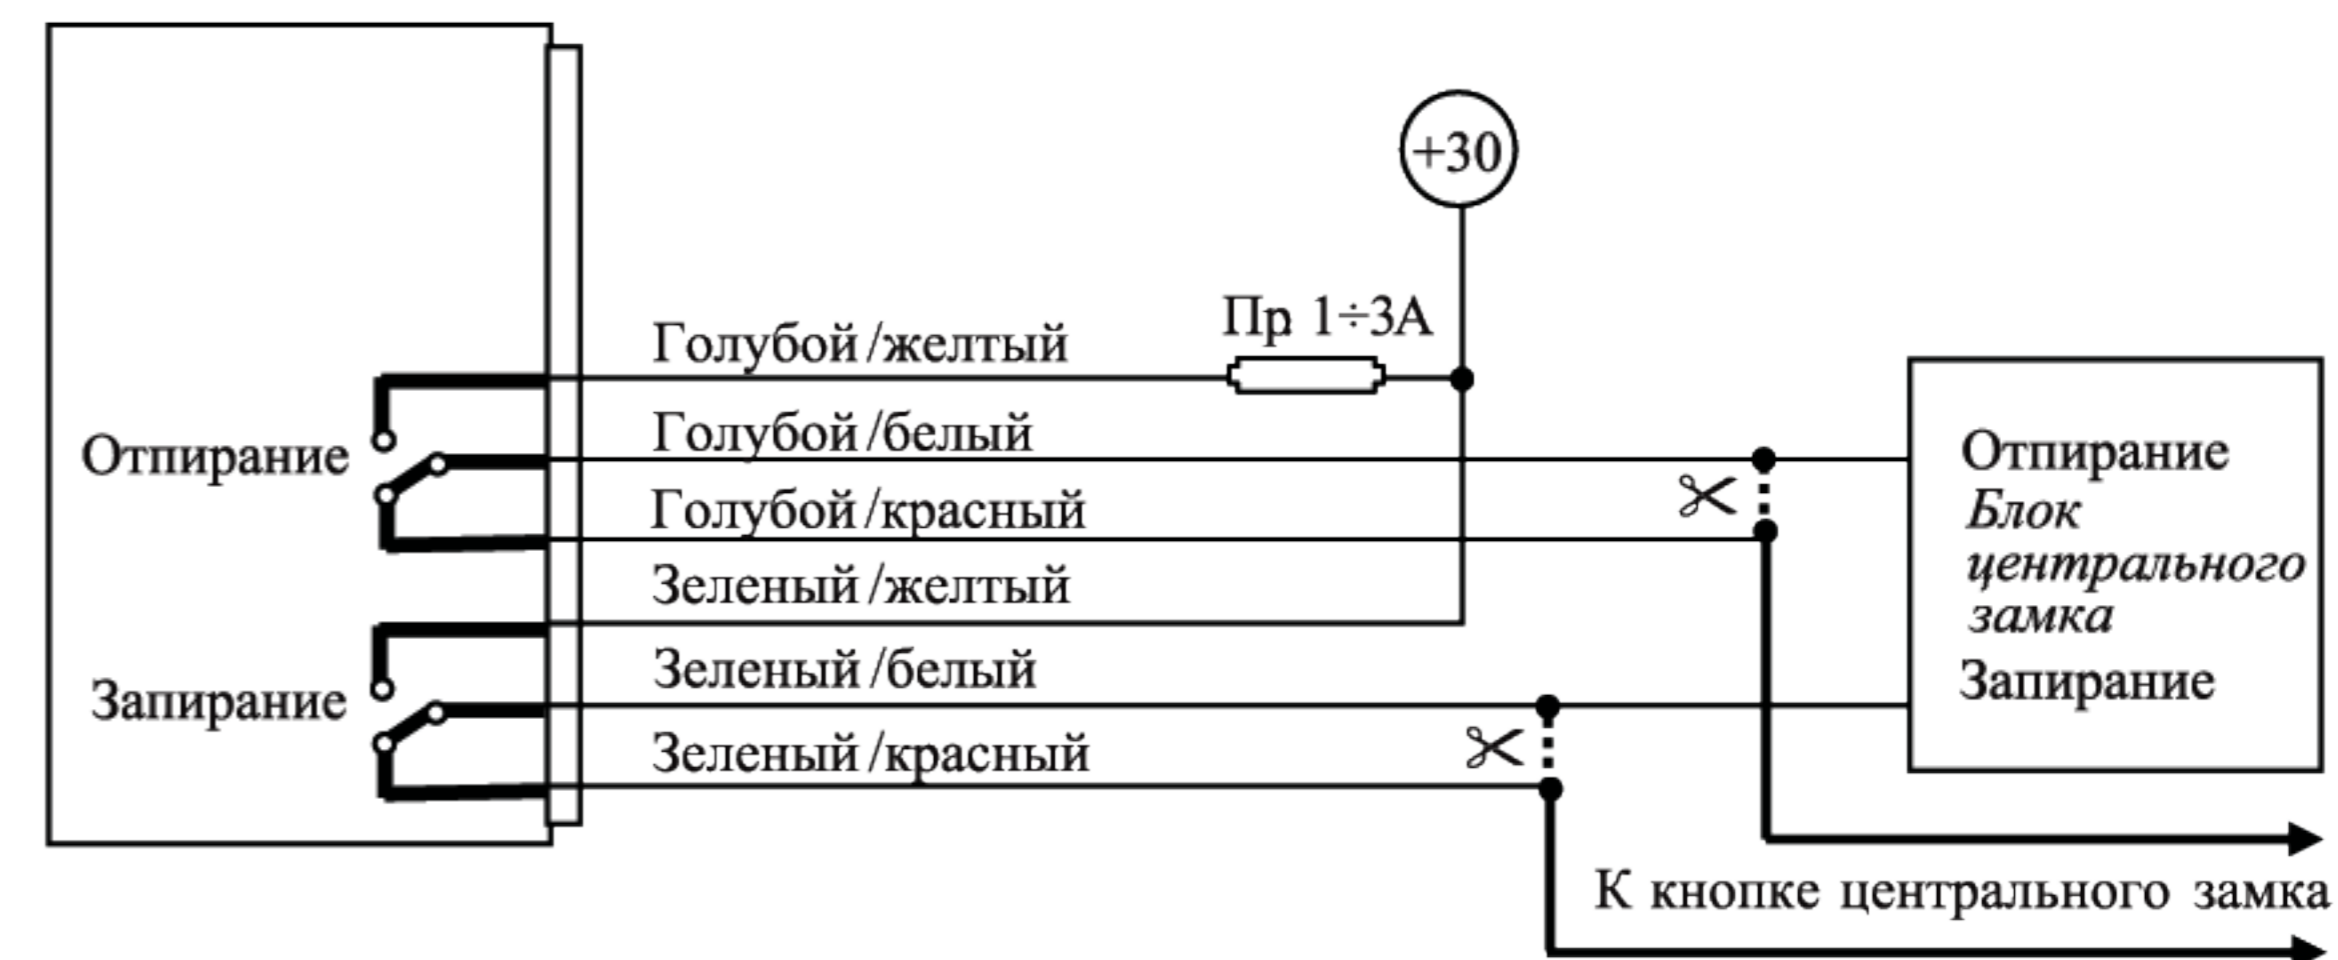 +30
Пр 1÷3А
Голубой /желтый
Голубой /белый
Отпирание
Голубой /красный
Зеленый /желтый
Зеленый /белый
Запирание
Зеленый /красный
Отпирание
Блок
центрального
замка
Запирание
К кнопке центрального замка